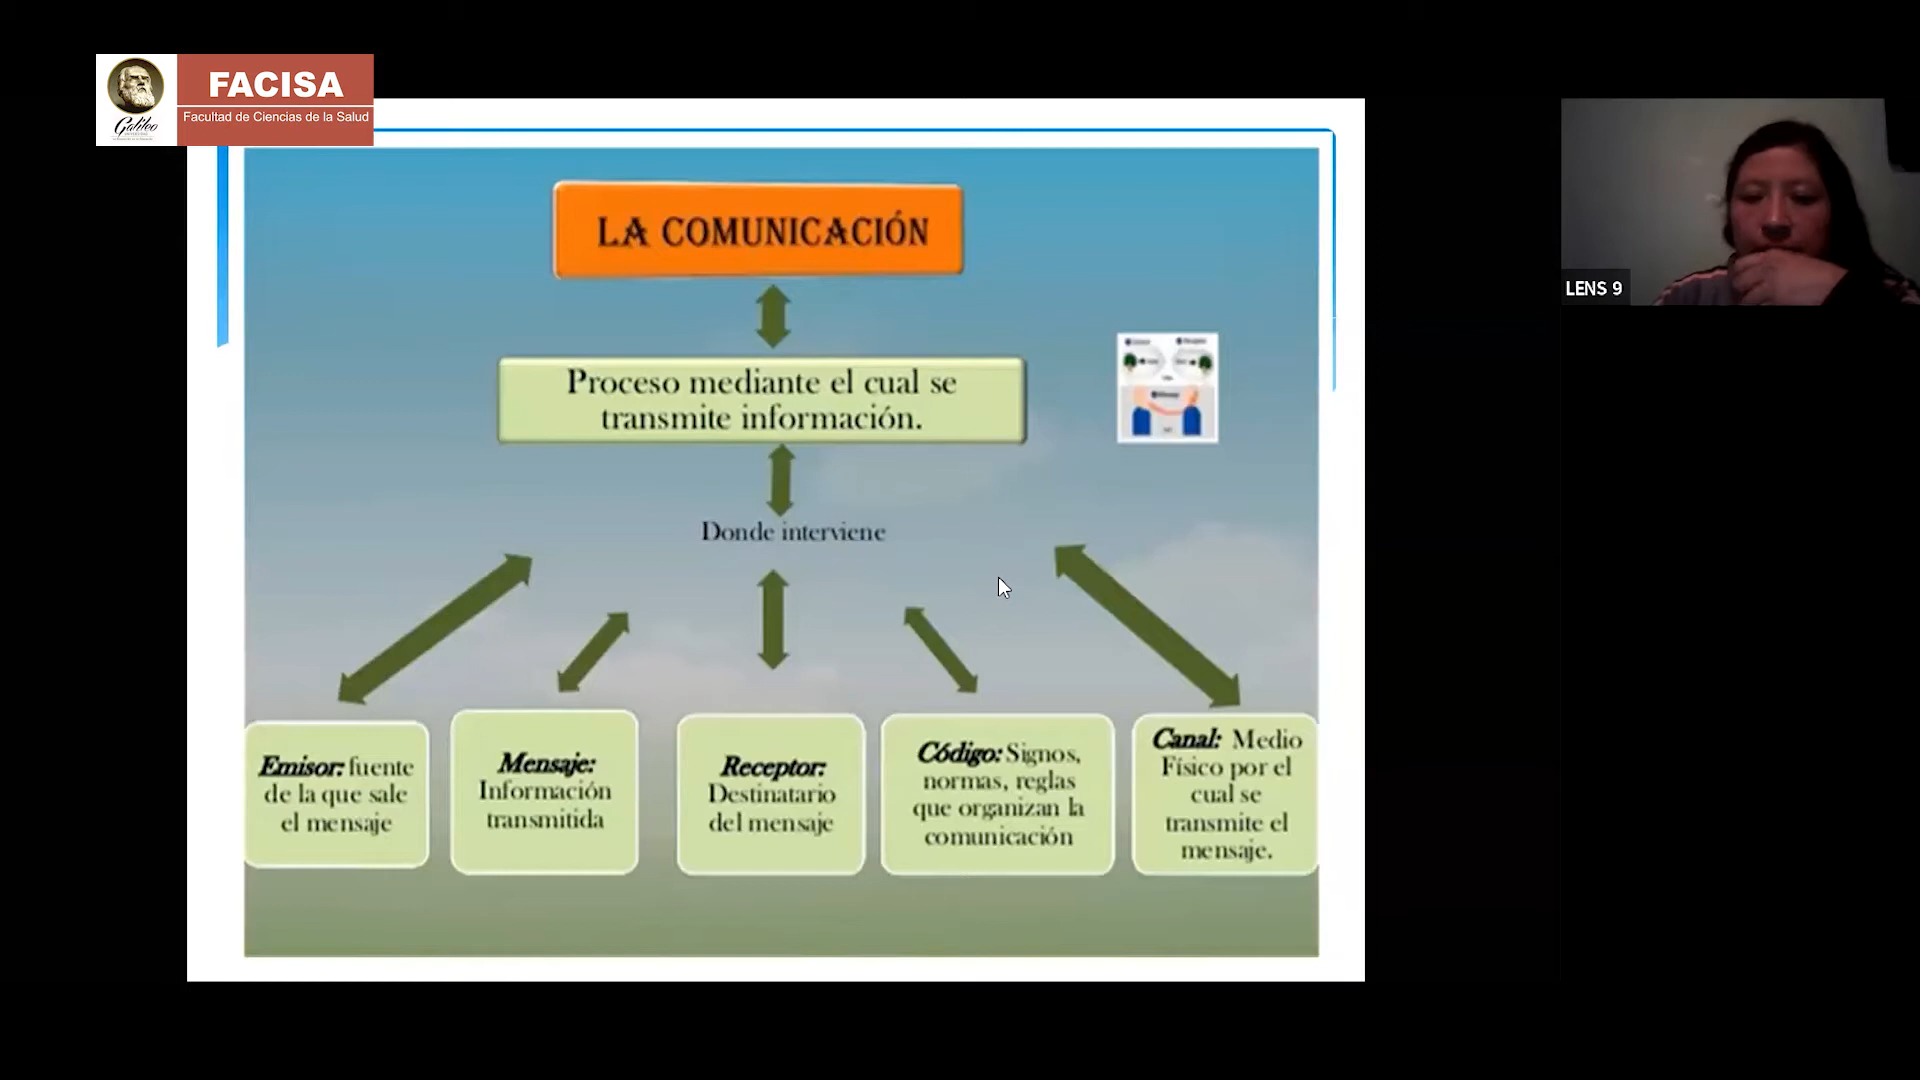 FACISA
Facultad de Ciencias de la Salud
Galileo
LA COMUNICACIÓN
Proceso mediante el cual se
transmite información.
Donde interviene
Emisor: fuente
de la que sale
el mensaje
Mensaje:
Información
transmitida
Receptor:
Destinatario
del mensaje
Código: Signos,
normas, reglas
que organizan la
comunicación
Canal: Medio
Físico por el
cual se
transmite el
mensaje.
LENS 9